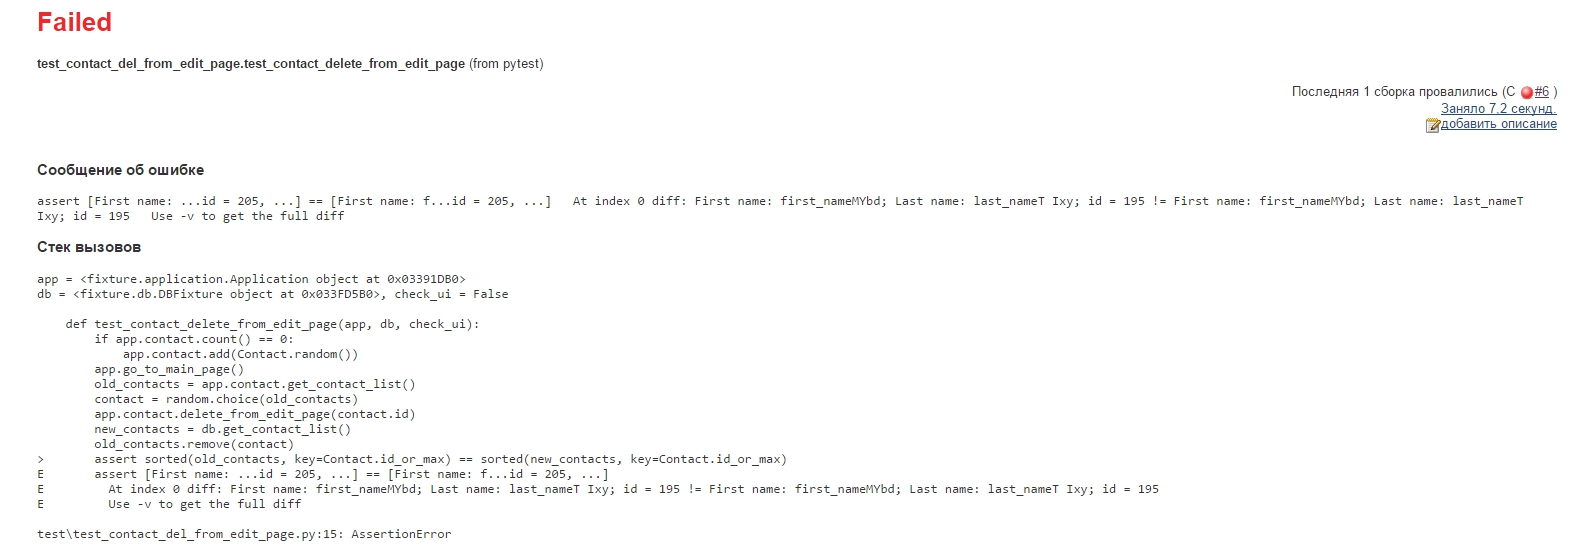 Failed
test_contact_del_from_edit_page.test_contact_delete_from_edit_page (from pytest)
Последняя 1 сборка провалились (С #6 )
Заняло 7,2 секунд.
добавить описание
Сообщение об ошибке
assert [First name: ...id = 205, ...] == [First name: f...id = 205, ...]   At index 0 diff: First name: first_nameMYbd; Last name: last_nameT Ixy; id = 195 != First name: first_nameMYbd; Last name: last_nameT
Ixy; id = 195   Use -v to get the full diff
Стек вызовов
app = <fixture.application.Application object at 0x03391DB0>
db = <fixture.db.DBFixture object at 0x033FD5B0>, check_ui = False
    def test_contact_delete_from_edit_page(app, db, check_ui):
        if app.contact.count() == 0:
            app.contact.add(Contact.random())
        app.go_to_main_page()
        old_contacts = app.contact.get_contact_list()
        contact = random.choice(old_contacts)
        app.contact.delete_from_edit_page(contact.id)
        new_contacts = db.get_contact_list()
        old_contacts.remove(contact)
>       assert sorted(old_contacts, key=Contact.id_or_max) == sorted(new_contacts, key=Contact.id_or_max)
E       assert [First name: ...id = 205, ...] == [First name: f...id = 205, ...]
E         At index 0 diff: First name: first_nameMYbd; Last name: last_nameT Ixy; id = 195 != First name: first_nameMYbd; Last name: last_nameT Ixy; id = 195
E         Use -v to get the full diff
test\test_contact_del_from_edit_page.py:15: AssertionError